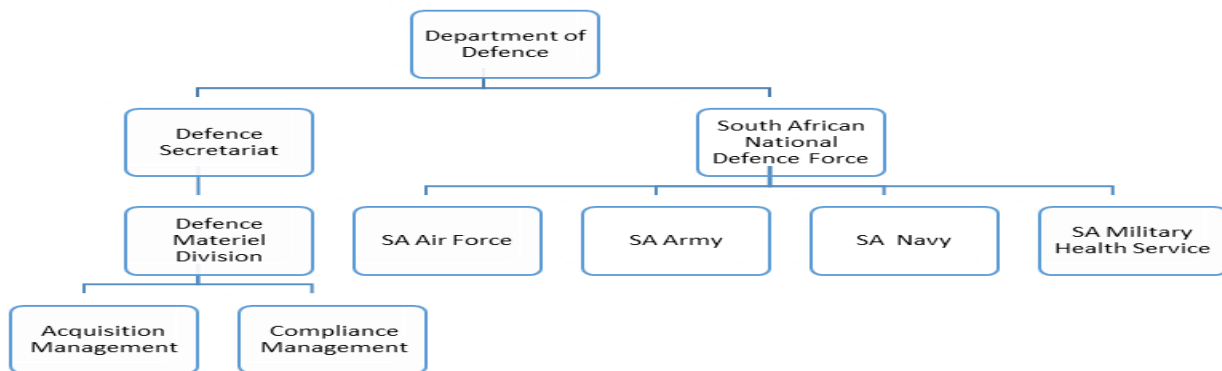 Department of
Defence
Defence
Secretariat
South African
National
Defence Force
Defence
Materiel
Division
SA Air Force
SA Army
SA Navy
SA Military
Health Service
Acquisition
Management
Compliance
Management